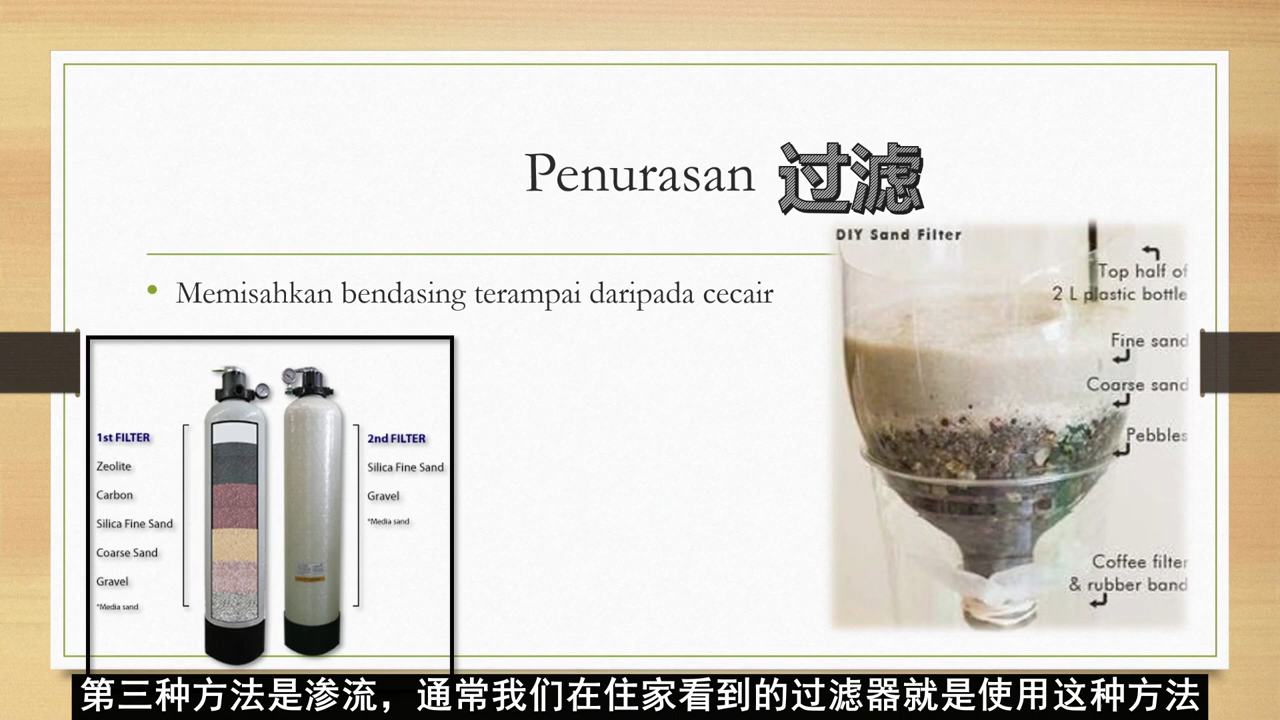 Penurasan 过滤
• Memisahkan bendasing terampai daripada cecair
DIY Sand Filter
Top half of
2 L plastic bottle
Fine sand
Coarse sand
Pebbles
Coffee filter
& rubber band
1st FILTER
Zeolite
Carbon
Silica Fine Sand
Coarse Sand
Gravel
*Media sand
2nd FILTER
Silica Fine Sand
Gravel
*Media sand
第三种方法是渗流，通常我们在住家看到的过滤器就是使用这种方法